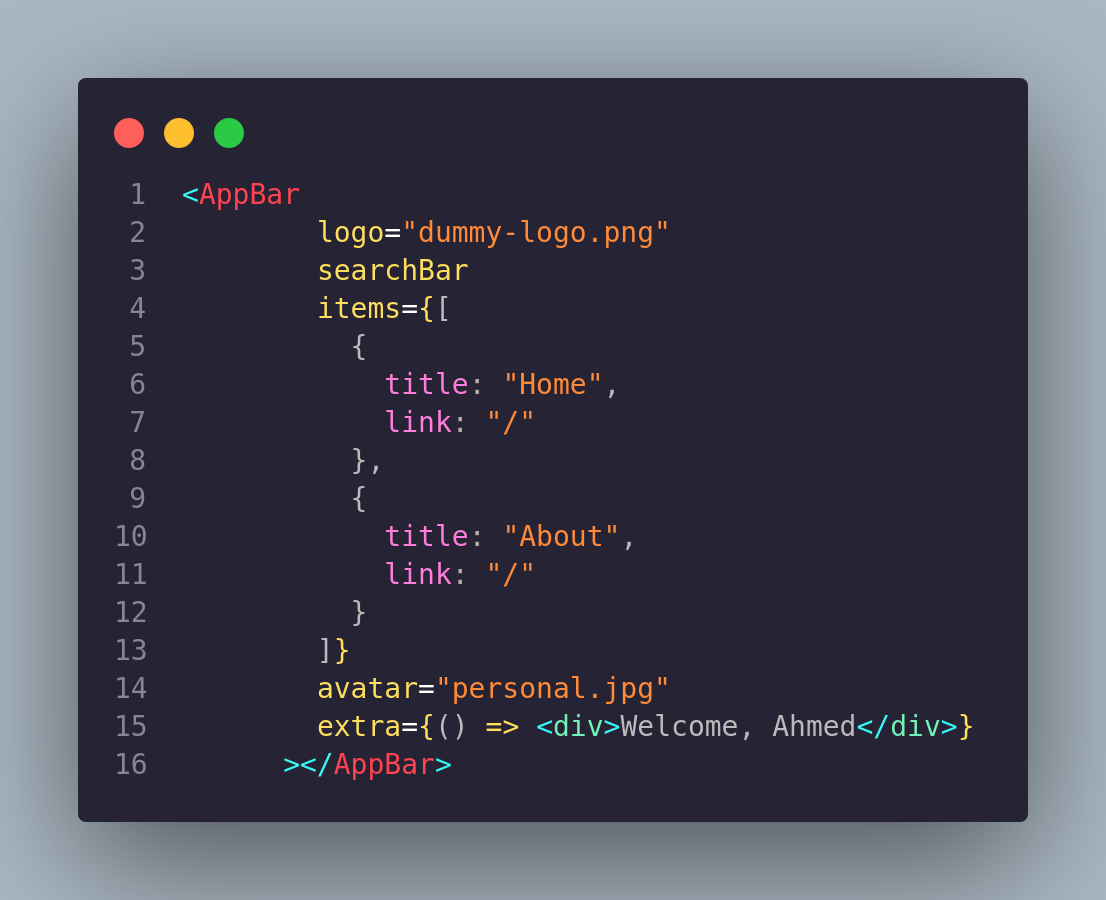 1 <AppBar
2 logo="dummy-logo.png"
3 searchBar
4 items={[
5 {
6 title: "Home",
7 link: "/"
8 },
9 {
10 title: "About",
11 link: "/"
12 }
13 ]}
14 avatar="personal.jpg"
15 extra={() => <div>Welcome, Ahmed</div>}
16 ></AppBar>